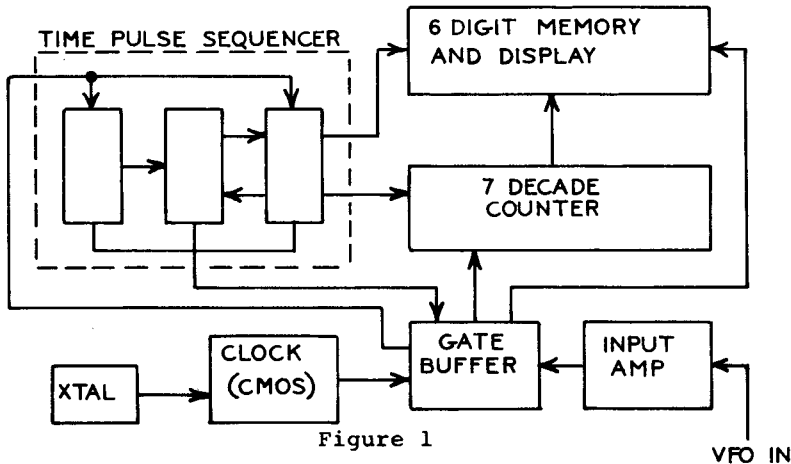 TIME PULSE SEQUENCER
6 DIGIT MEMORY
AND DISPLAY
7 DECADE
COUNTER
GATE
BUFFER
INPUT
AMP
CLOCK
(CMOS)
XTAL
Figure 1
VFO IN